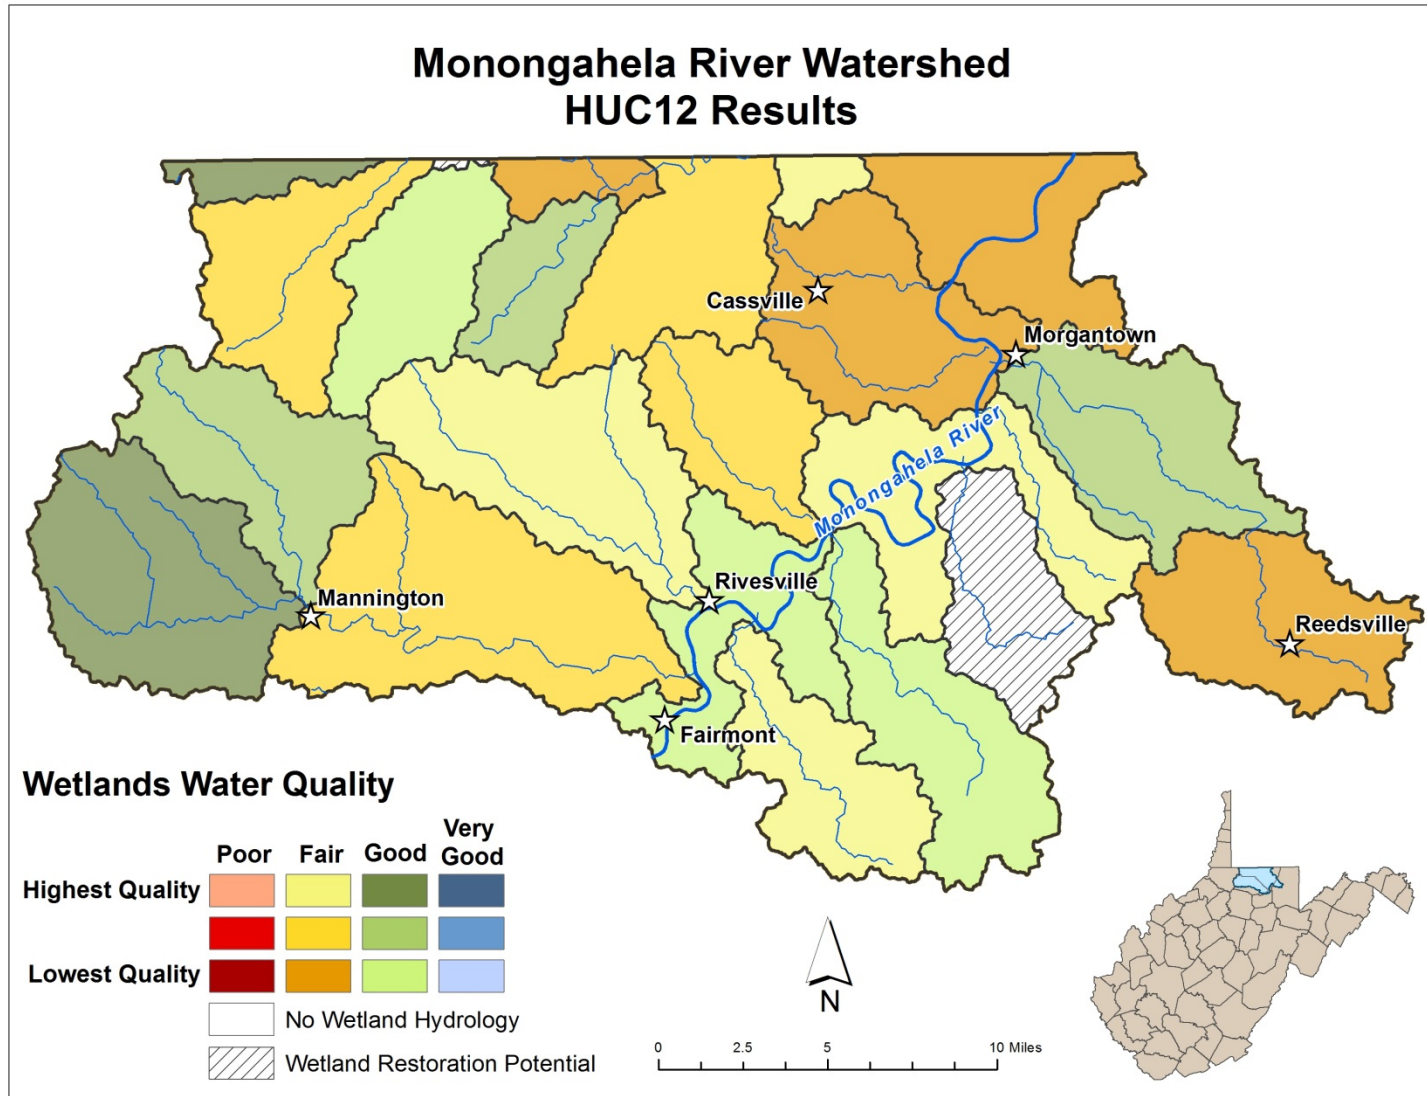 Monongahela River Watershed
HUC12 Results
Cassville
Morgantown
Monongahela River
Rivesville
Mannington
Reedsville
Fairmont
Wetlands Water Quality
Poor Fair Good Very Good
Highest Quality
Lowest Quality
No Wetland Hydrology
Wetland Restoration Potential
N
0 2.5 5 10 Miles